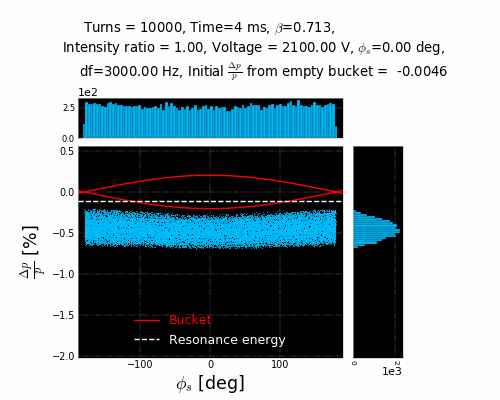 Turns = 10000, Time=4 ms, β=0.713,
Intensity ratio = 1.00, Voltage = 2100.00 V, ϕₛ=0.00 deg,
df=3000.00 Hz, Initial Δp/p from empty bucket = -0.0046
1e2
2.5
0.0
0.5
0.0
−0.5
−1.0
−1.5
−2.0
Δp/p [%]
Bucket
Resonance energy
−100 0 100
ϕₛ [deg]
0 2
1e3